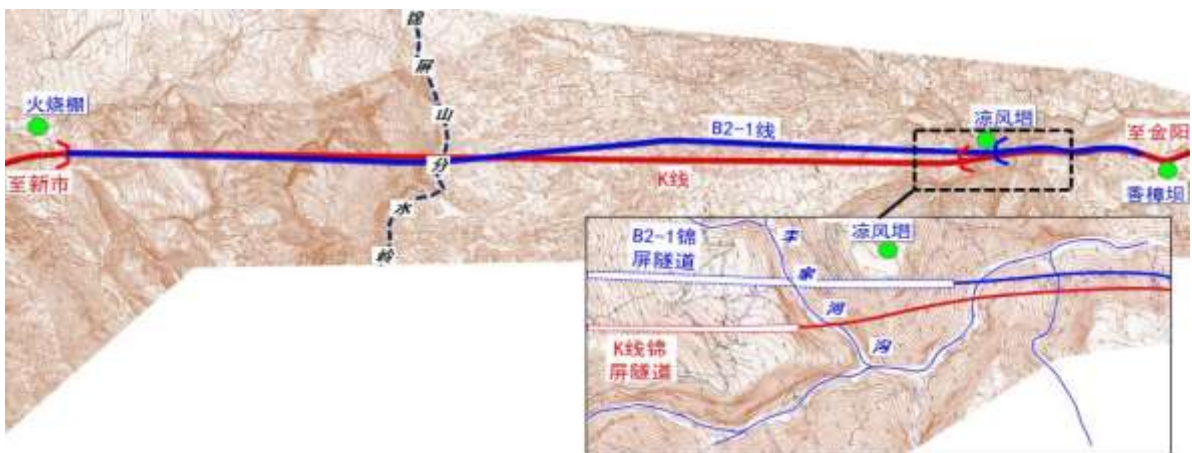 锦
屏
山
分
水
岭
火烧棚
至新市
B2-1线
K线
凉风垇
至金阳
香樟坝
B2-1锦
屏隧道
凉风垇
李
家
河
沟
K线锦
屏隧道